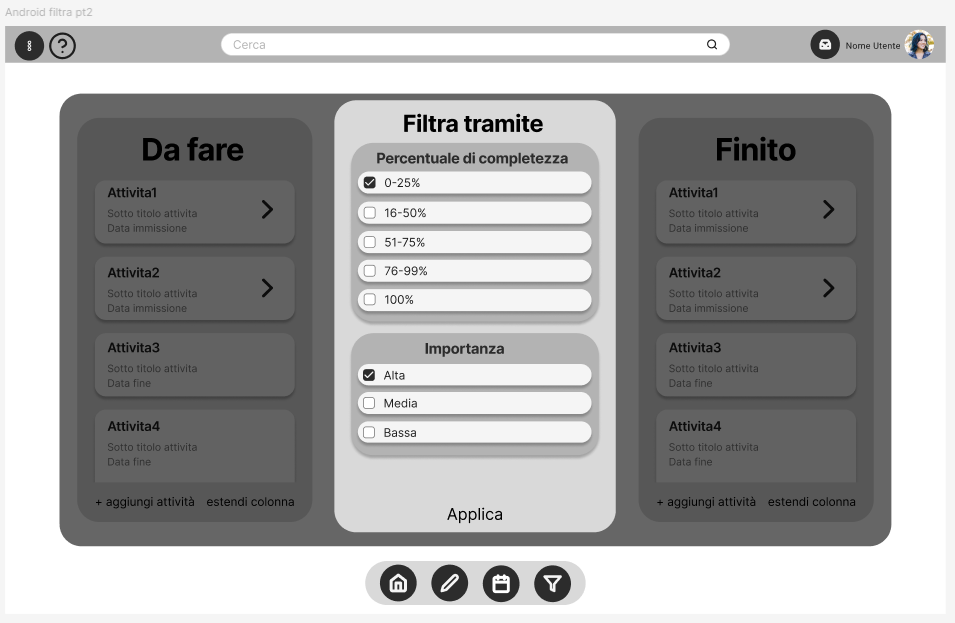 Android filtra pt2
Cerca
Nome Utente
Da fare
Attivita1
Sotto titolo attivita
Data immissione
Attivita2
Sotto titolo attivita
Data immissione
Attivita3
Sotto titolo attivita
Data fine
Attivita4
Sotto titolo attivita
Data fine
+ aggiungi attività estendi colonna
Filtra tramite
Percentuale di completezza
0-25%
16-50%
51-75%
76-99%
100%
Importanza
Alta
Media
Bassa
Applica
Finito
Attivita1
Sotto titolo attivita
Data immissione
Attivita2
Sotto titolo attivita
Data immissione
Attivita3
Sotto titolo attivita
Data fine
Attivita4
Sotto titolo attivita
Data fine
+ aggiungi attività estendi colonna